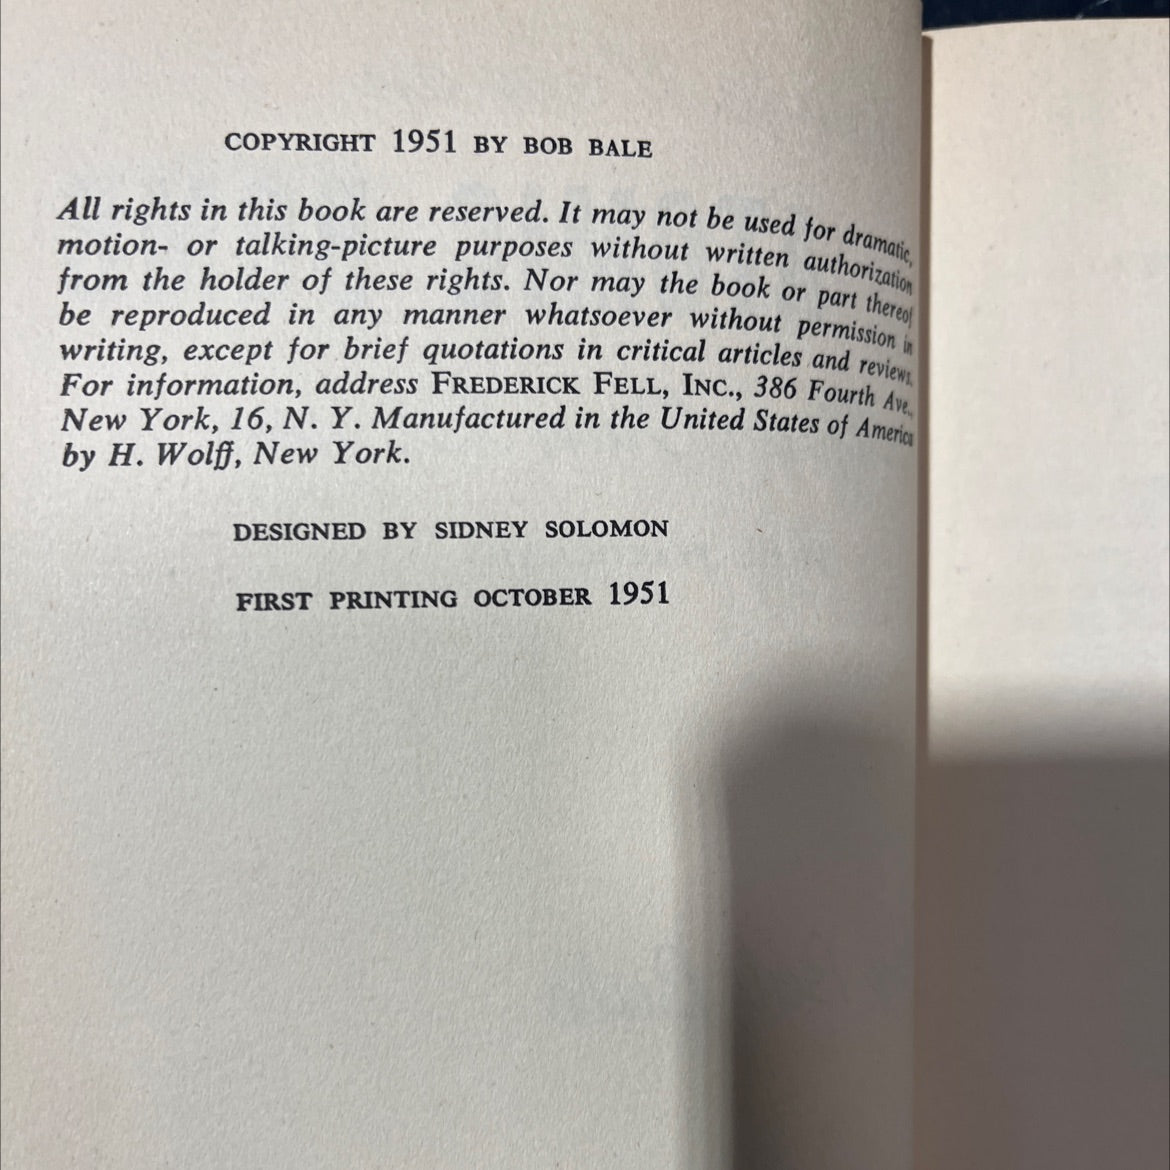 COPYRIGHT 1951 BY BOB BALE
All rights in this book are reserved. It may not be used for dramatic,
motion- or talking-picture purposes without written authorization
from the holder of these rights. Nor may the book or part thereof
be reproduced in any manner whatsoever without permission in
writing, except for brief quotations in critical articles and reviews.
For information, address FREDERICK FELL, INC., 386 Fourth Ave.,
New York, 16, N. Y. Manufactured in the United States of America
by H. Wolff, New York.
DESIGNED BY SIDNEY SOLOMON
FIRST PRINTING OCTOBER 1951